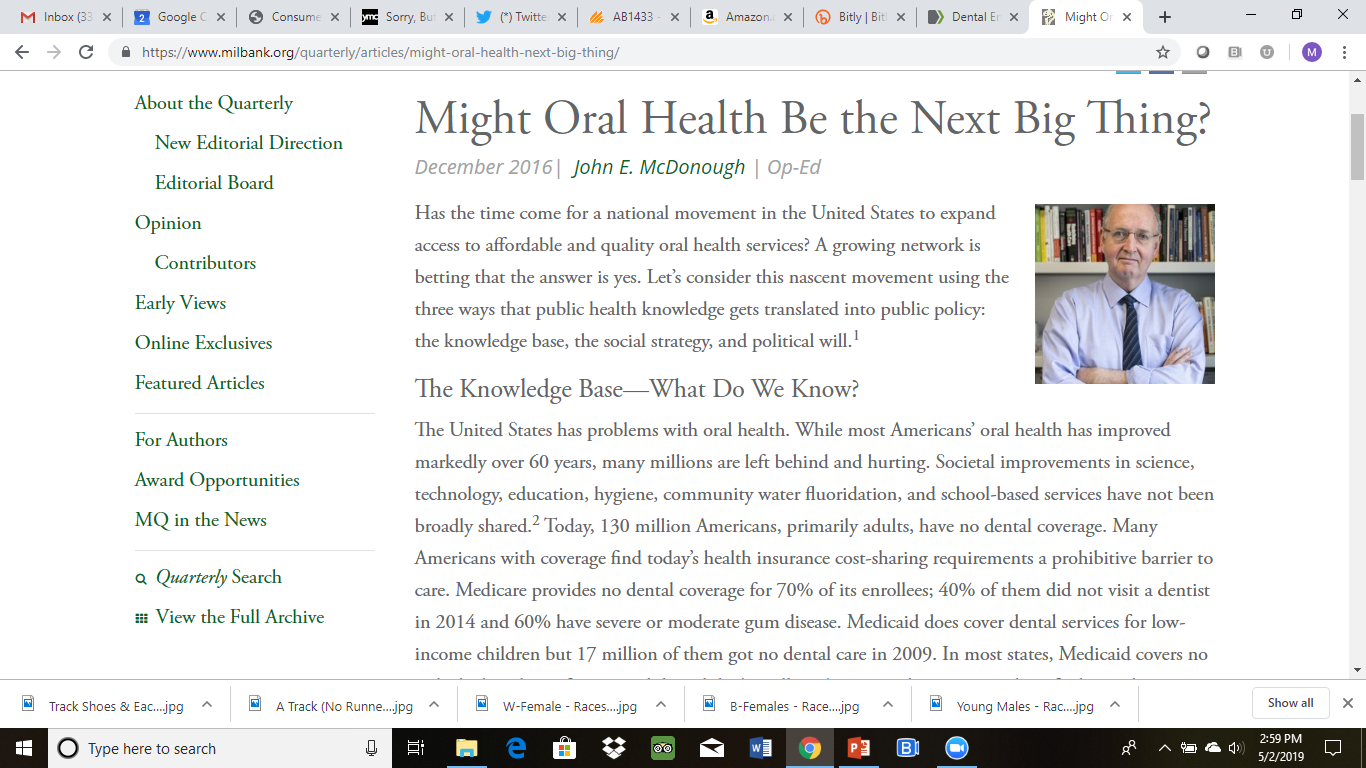 Inbox (33
Google C
Consume
Sorry, Bu
(*) Twitte
AB1433 -
Amazon.c
Bitly | Bitl
Dental En
Might Or
https://www.milbank.org/quarterly/articles/might-oral-health-next-big-thing/
M
About the Quarterly
New Editorial Direction
Editorial Board
Opinion
Contributors
Early Views
Online Exclusives
Featured Articles
For Authors
Award Opportunities
MQ in the News
Quarterly Search
View the Full Archive
Might Oral Health Be the Next Big Thing?
December 2016| John E. McDonough | Op-Ed
Has the time come for a national movement in the United States to expand
access to affordable and quality oral health services? A growing network is
betting that the answer is yes. Let’s consider this nascent movement using the
three ways that public health knowledge gets translated into public policy:
the knowledge base, the social strategy, and political will.1
The Knowledge Base—What Do We Know?
The United States has problems with oral health. While most Americans’ oral health has improved
markedly over 60 years, many millions are left behind and hurting. Societal improvements in science,
technology, education, hygiene, community water fluoridation, and school-based services have not been
broadly shared.2 Today, 130 million Americans, primarily adults, have no dental coverage. Many
Americans with coverage find today’s health insurance cost-sharing requirements a prohibitive barrier to
care. Medicare provides no dental coverage for 70% of its enrollees; 40% of them did not visit a dentist
in 2014 and 60% have severe or moderate gum disease. Medicaid does cover dental services for low-
income children but 17 million of them got no dental care in 2009. In most states, Medicaid covers no
Track Shoes & Eac....jpg
A Track (No Runne....jpg
W-Female - Races....jpg
B-Females - Race....jpg
Young Males - Rac....jpg
Show all
Type here to search
2:59 PM
5/2/2019